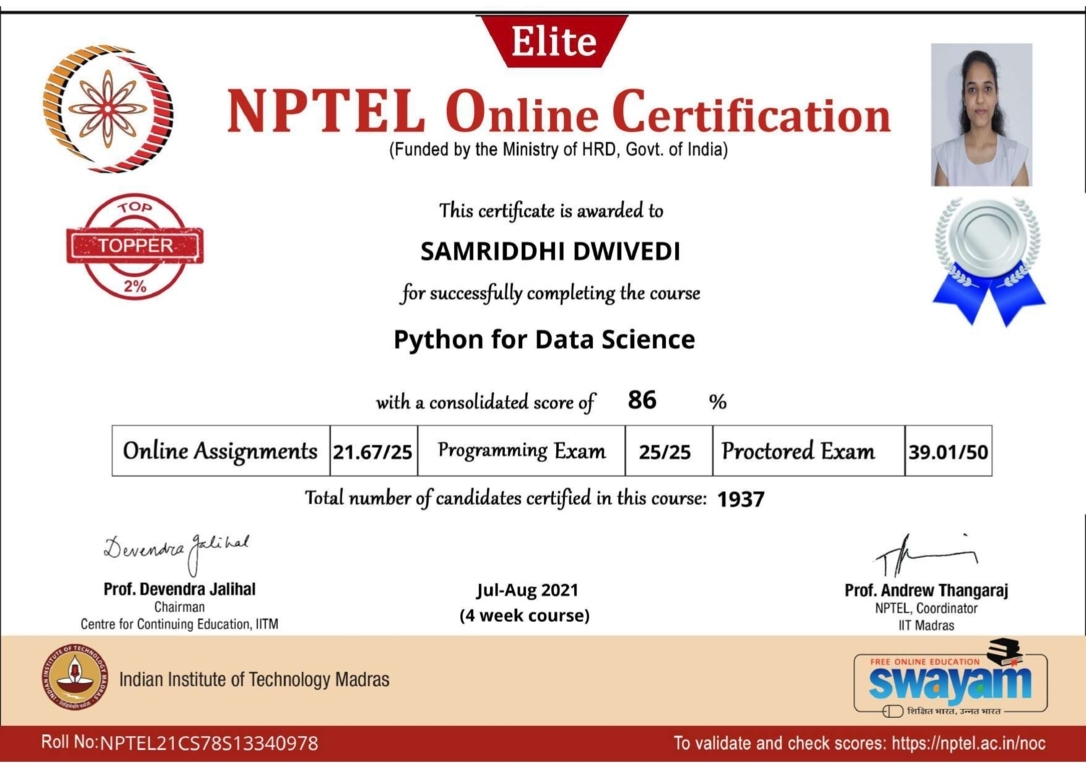 Elite
NPTEL Online Certification
(Funded by the Ministry of HRD, Govt. of India)
TOP
TOPPER
2%
This certificate is awarded to
SAMRIDDHI DWIVEDI
for successfully completing the course
Python for Data Science
with a consolidated score of 86 %
Online Assignments 21.67/25 Programming Exam 25/25 Proctored Exam 39.01/50
Total number of candidates certified in this course: 1937
Devendra Jalihal
Prof. Devendra Jalihal
Chairman
Centre for Continuing Education, IITM
Jul-Aug 2021
(4 week course)
Prof. Andrew Thangaraj
NPTEL, Coordinator
IIT Madras
INDIAN INSTITUTE OF TECHNOLOGY MADRAS
Indian Institute of Technology Madras
FREE ONLINE EDUCATION
swayam
शिक्षित भारत, उन्नत भारत
Roll No:NPTEL21CS78S13340978
To validate and check scores: https://nptel.ac.in/noc